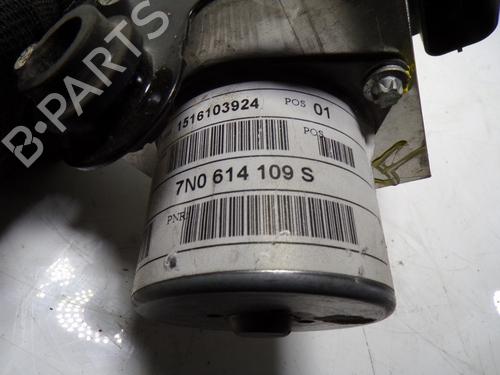 B-PARTS
1516103924 POS 01
POS
7N0 614 109 S
PNR